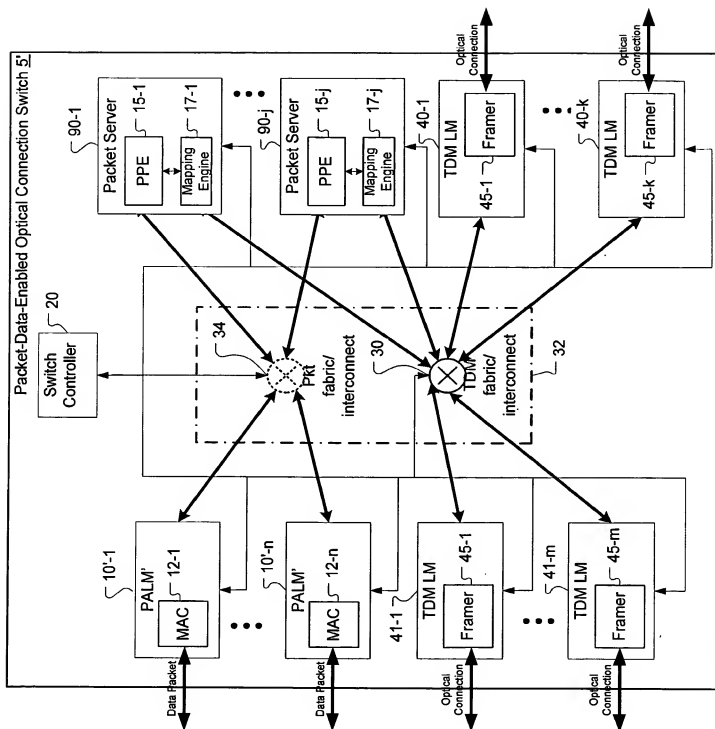 Packet-Data-Enabled Optical Connection Switch 5'
Switch
Controller
20
90-1
Packet Server
15-1
PPE
17-1
Mapping
Engine
90-j
Packet Server
15-j
PPE
17-j
Mapping
Engine
40-1
TDM LM
Framer
45-1
Optical
Connection
40-k
TDM LM
Framer
45-k
Optical
Connection
34
Pkt
fabric/
interconnect
30
TDM
fabric/
interconnect
32
10'-1
PALM'
12-1
MAC
Data Packet
10'-n
PALM'
12-n
MAC
Data Packet
41-1
TDM LM
45-1
Framer
Optical
Connection
41-m
TDM LM
45-m
Framer
Optical
Connection